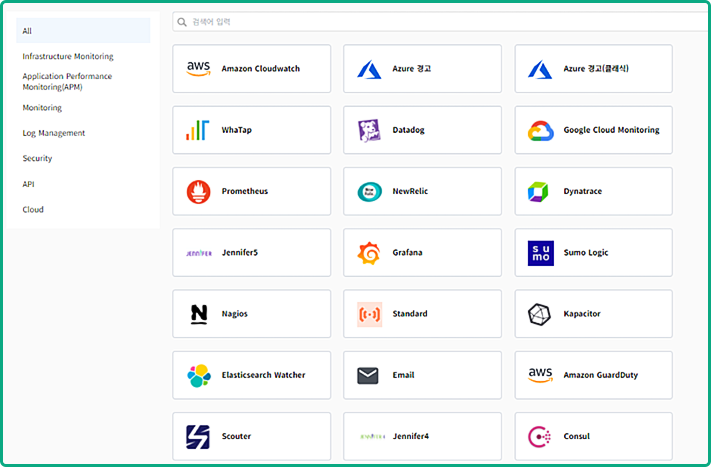 All
Infrastructure Monitoring
Application Performance
Monitoring(APM)
Monitoring
Log Management
Security
API
Cloud
검색어 입력
aws Amazon Cloudwatch
Azure 경고
Azure 경고(클래식)
WhaTap
Datadog
Google Cloud Monitoring
Prometheus
New Relic NewRelic
Dynatrace
JENNIFER Jennifer5
Grafana
sumo Sumo Logic
N Nagios
Standard
Kapacitor
Elasticsearch Watcher
Email
aws Amazon GuardDuty
Scouter
JENNIFER Jennifer4
Consul